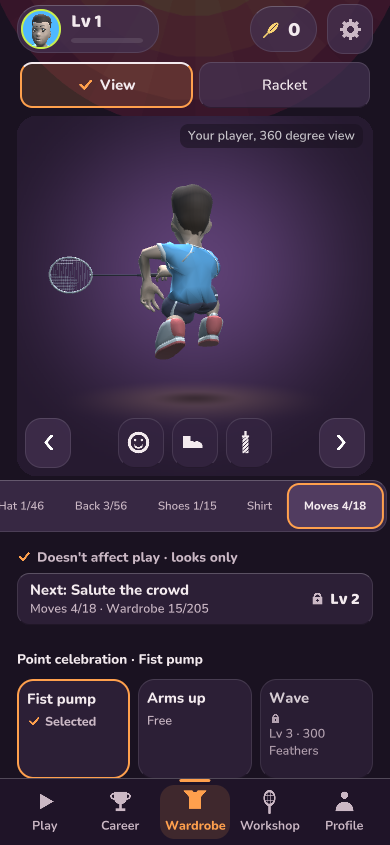 Lv 1
0
View
Racket
Your player, 360 degree view
Hat 1/46
Back 3/56
Shoes 1/15
Shirt
Moves 4/18
Doesn't affect play · looks only
Next: Salute the crowd
Moves 4/18 · Wardrobe 15/205
Lv 2
Point celebration · Fist pump
Fist pump
Selected
Arms up
Free
Wave
Lv 3 · 300
Feathers
Play
Career
Wardrobe
Workshop
Profile